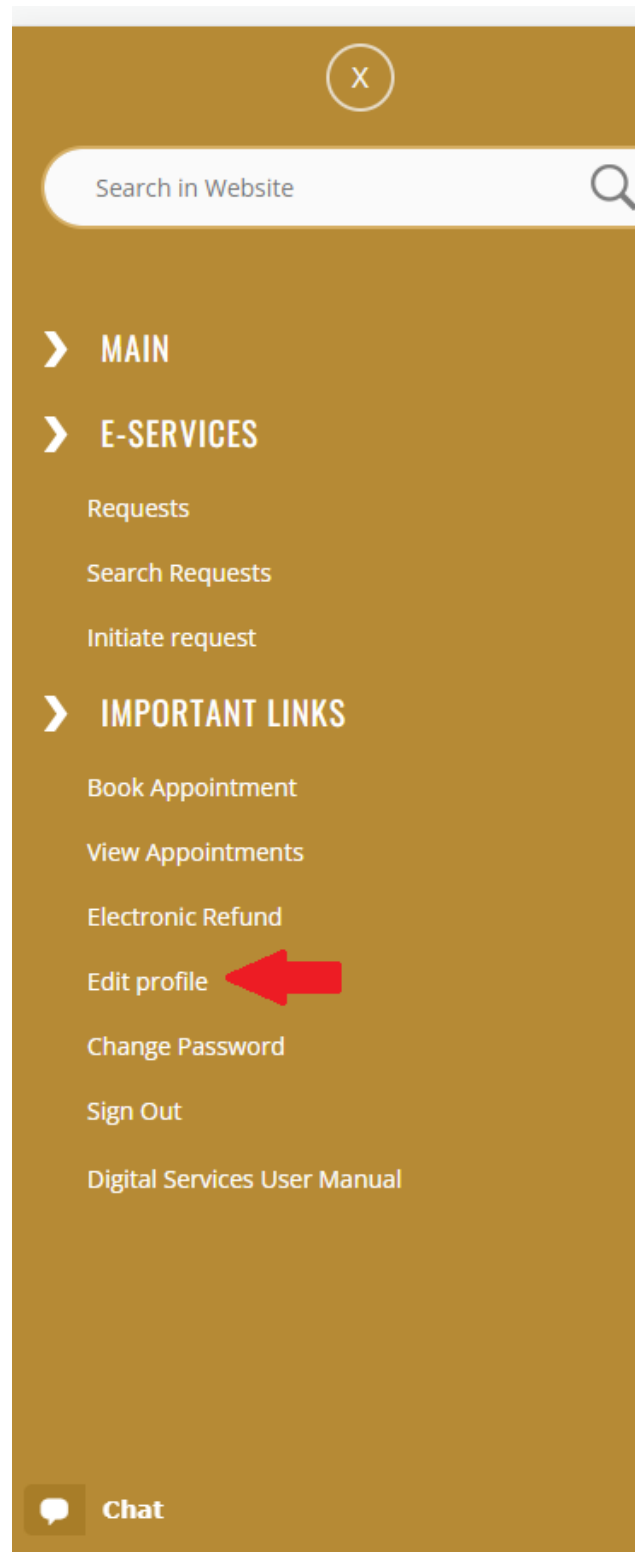 X
Search in Website
MAIN
E-SERVICES
Requests
Search Requests
Initiate request
IMPORTANT LINKS
Book Appointment
View Appointments
Electronic Refund
Edit profile
Change Password
Sign Out
Digital Services User Manual
Chat